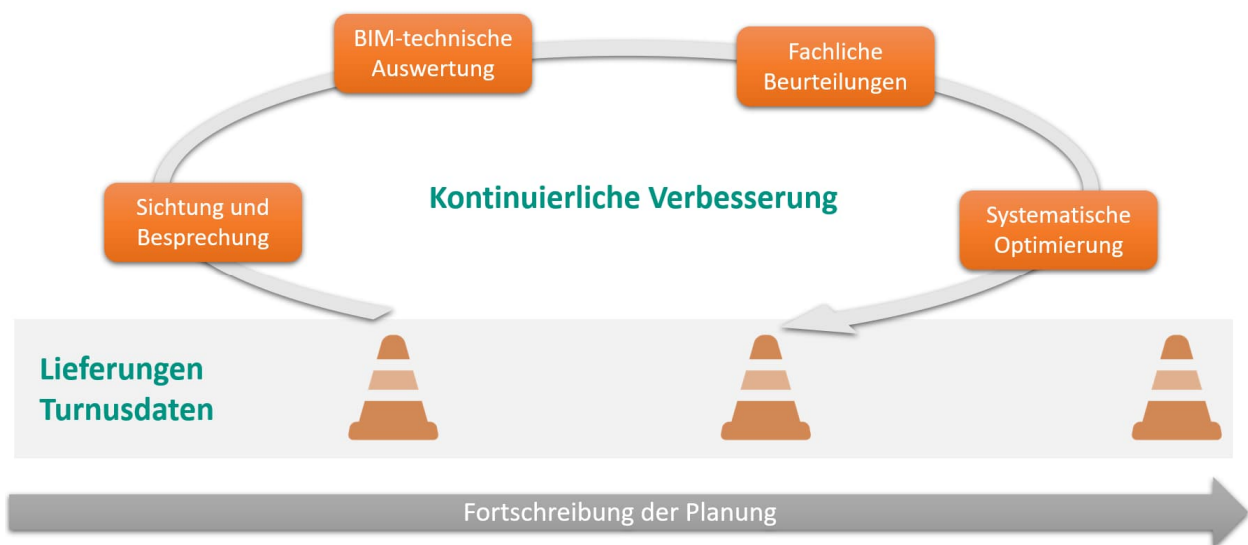 BIM-technische
Auswertung
Fachliche
Beurteilungen
Sichtung und
Besprechung
Kontinuierliche Verbesserung
Systematische
Optimierung
Lieferungen
Turnusdaten
Fortschreibung der Planung